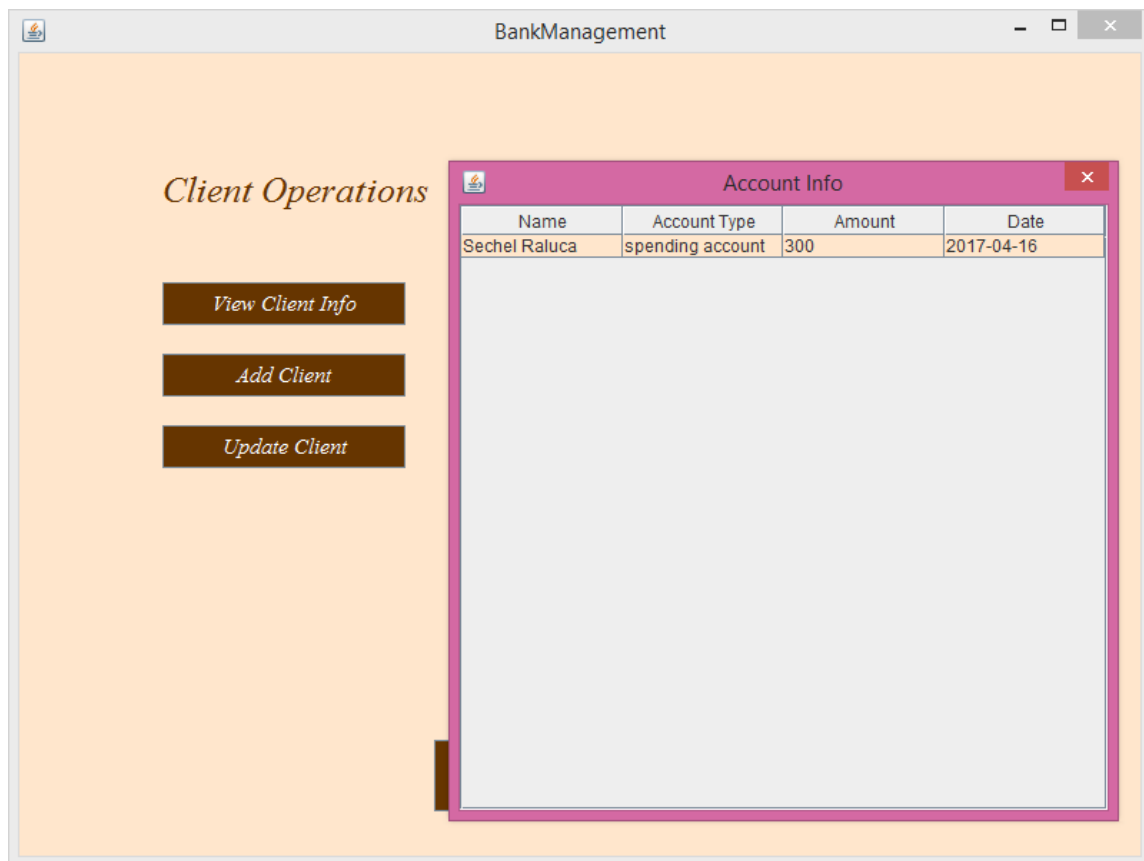 BankManagement
Client Operations
View Client Info
Add Client
Update Client
Account Info
Name Account Type Amount Date
Sechel Raluca spending account 300 2017-04-16